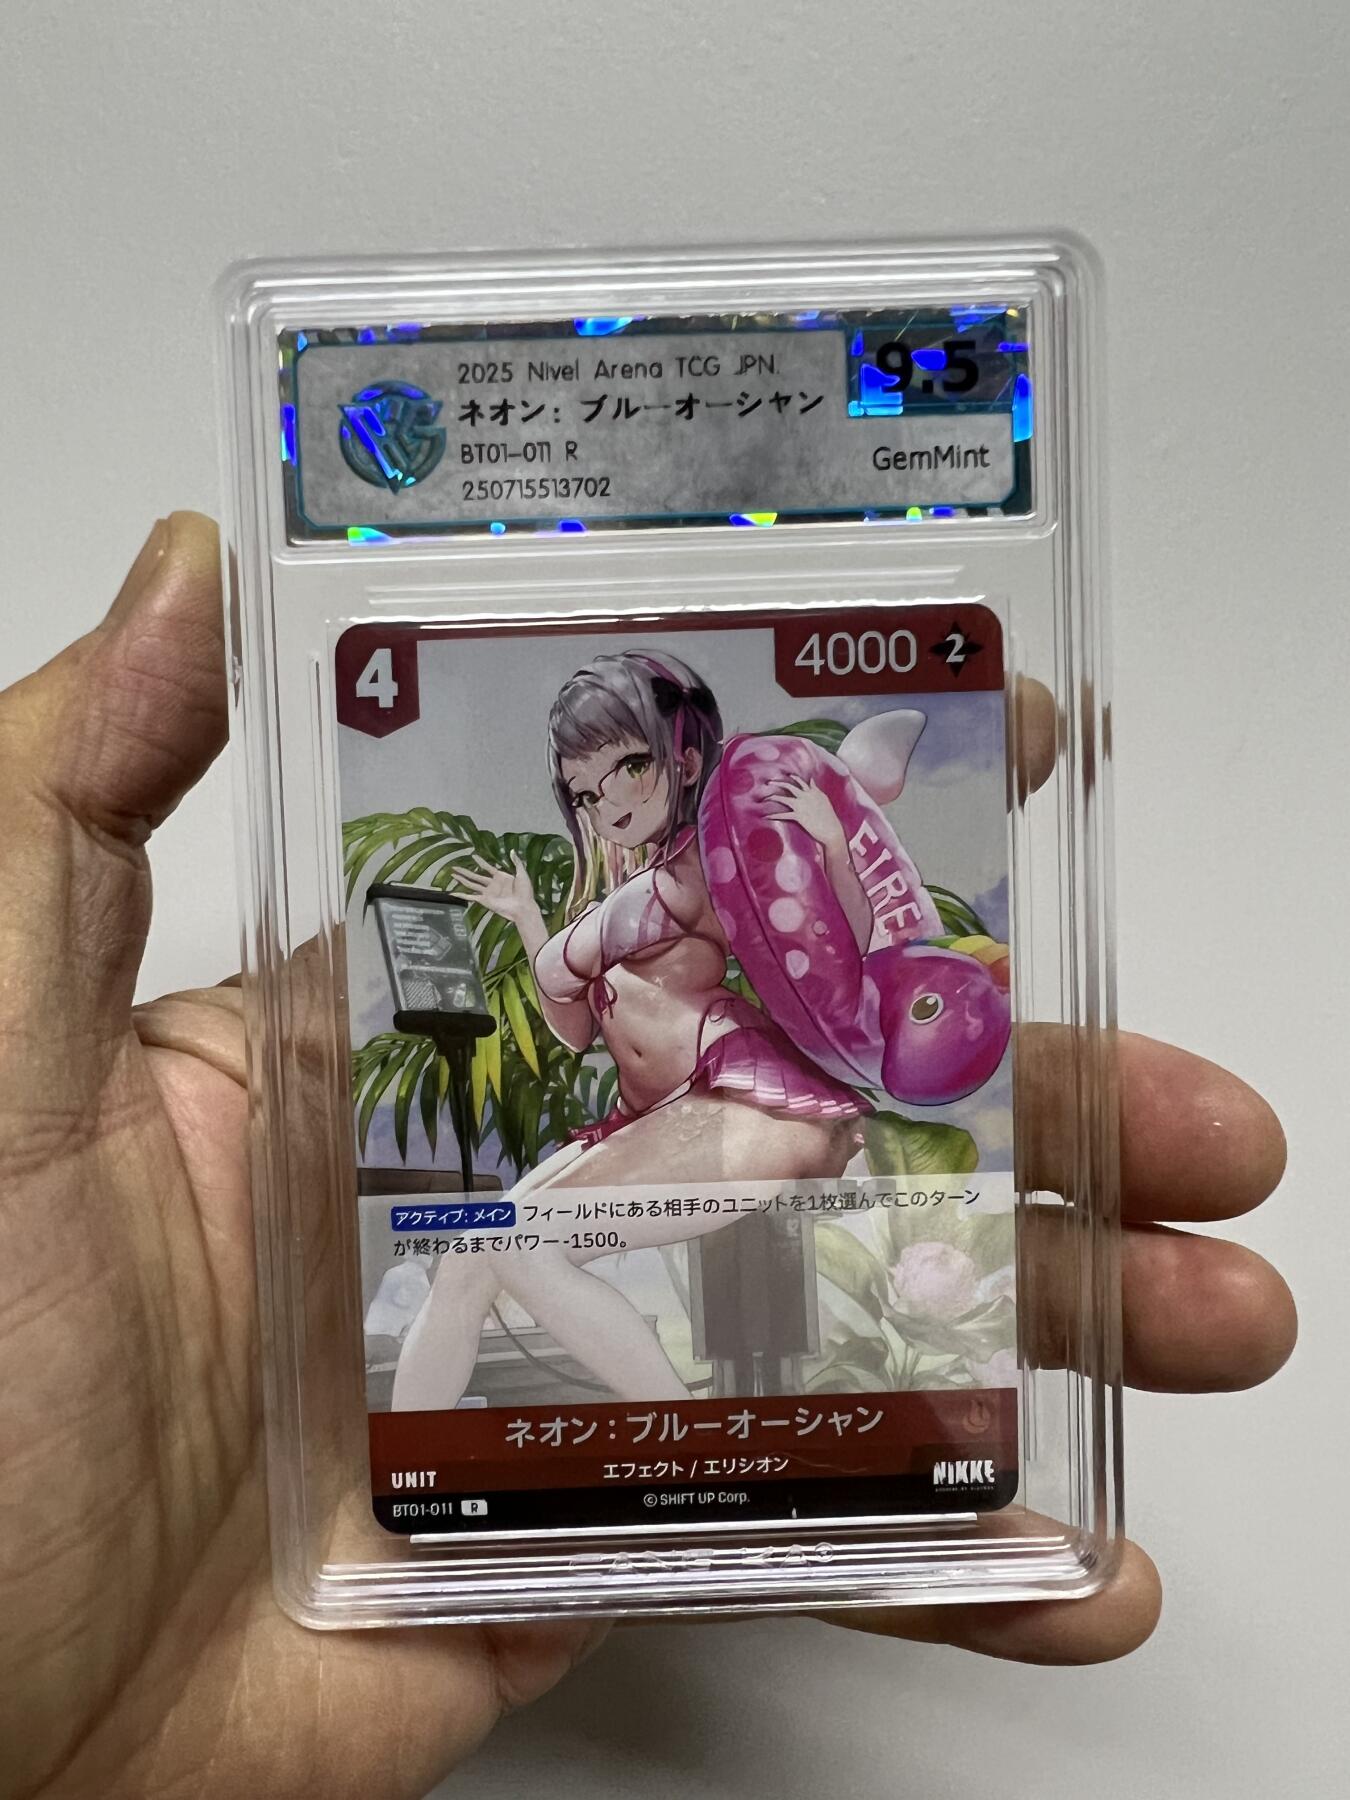 2025 Nivel Arena TCG JPN.
ネオン: ブルーオーシャン
BT01-011 R
250715513702
9.5
GemMint
4
4000 2
FIRE
アクティブ: メイン フィールドにある相手のユニットを1枚選んでこのターン
が終わるまでパワー-1500。
ネオン：ブルーオーシャン
エフェクト / エリシオン
UNIT
NIKKE
BT01-011 R
© SHIFT UP Corp.